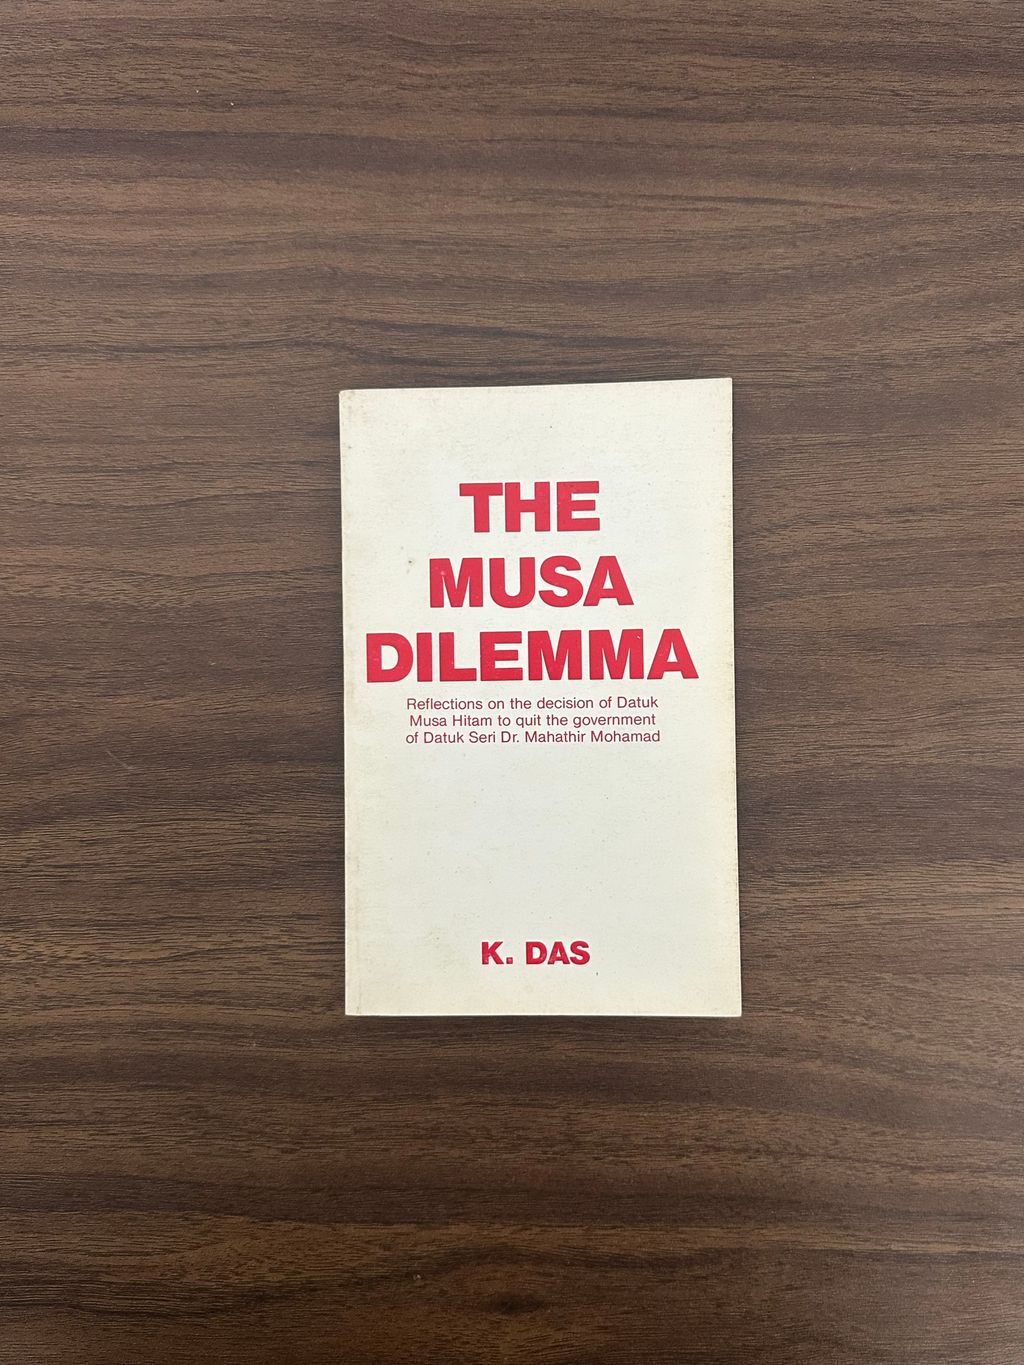 THE
MUSA
DILEMMA
Reflections on the decision of Datuk
Musa Hitam to quit the government
of Datuk Seri Dr. Mahathir Mohamad
K. DAS